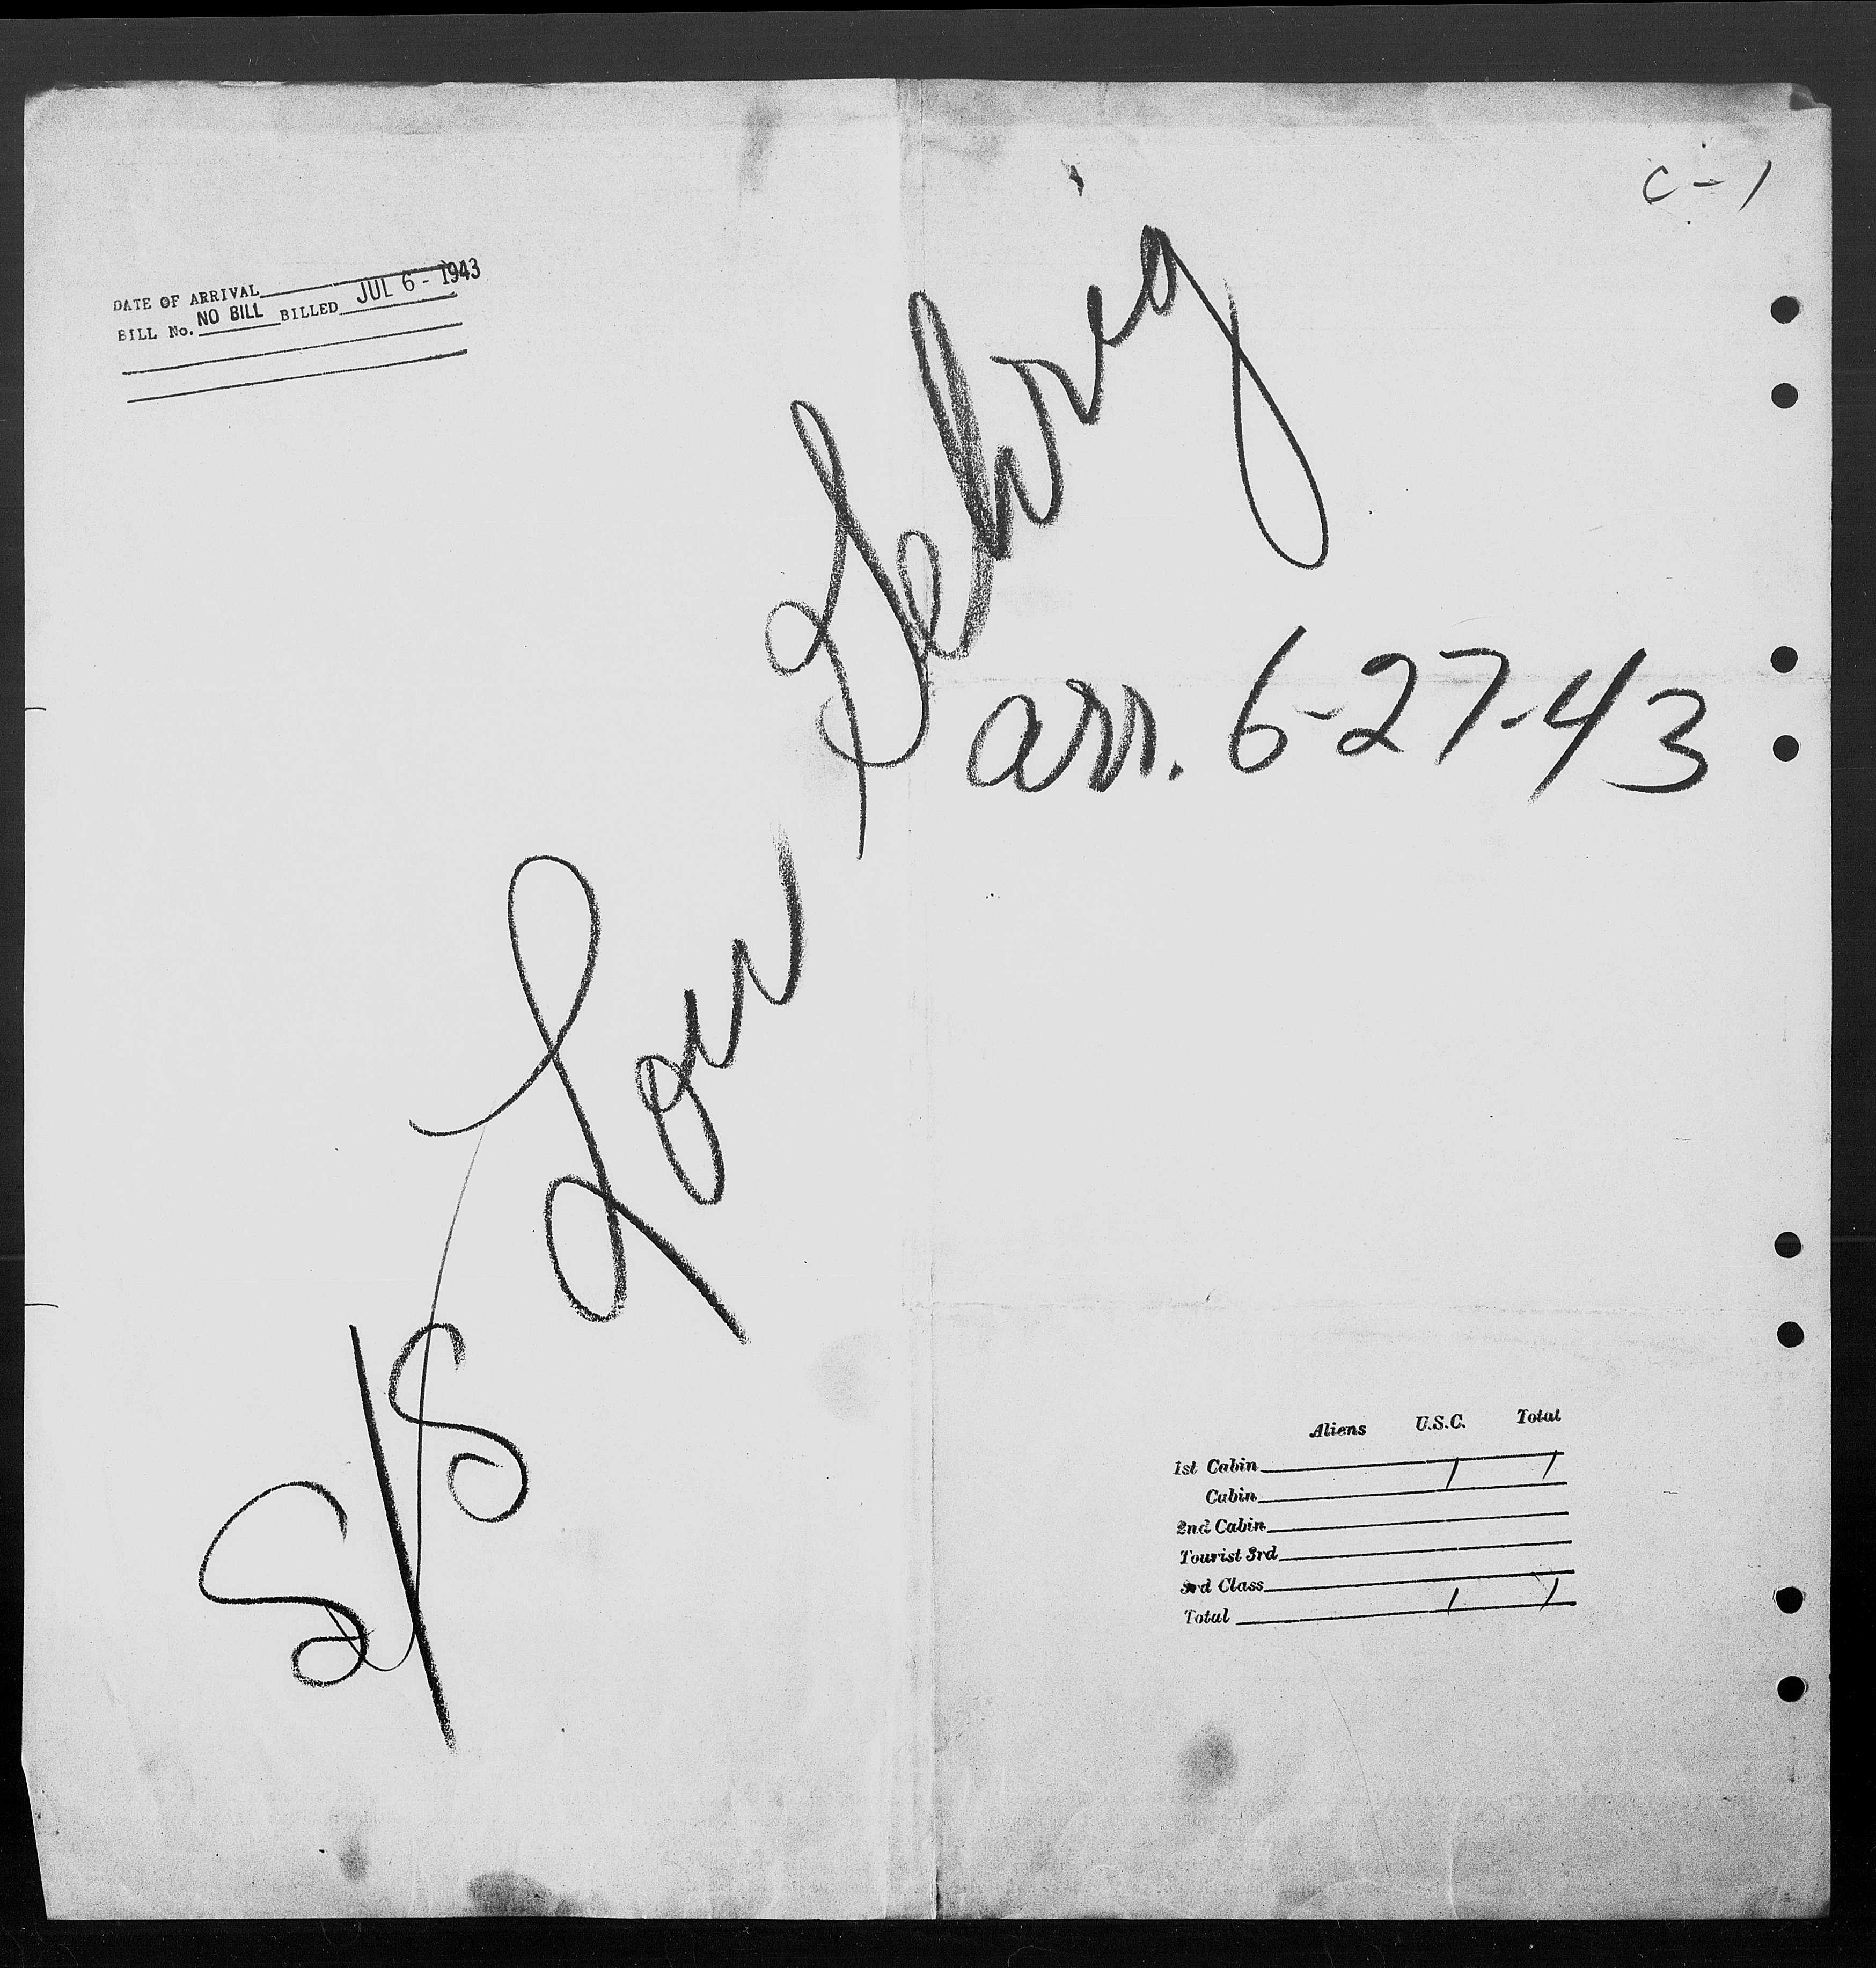 C-1
DATE OF ARRIVAL
BILL No. NO BILL BILLED JUL 6 - 1943
S/S Lou Gehrig
arr. 6-27-43
Aliens U.S.C. Total
1st Cabin 1 1
Cabin
2nd Cabin
Tourist 3rd
3rd Class
Total 1 1